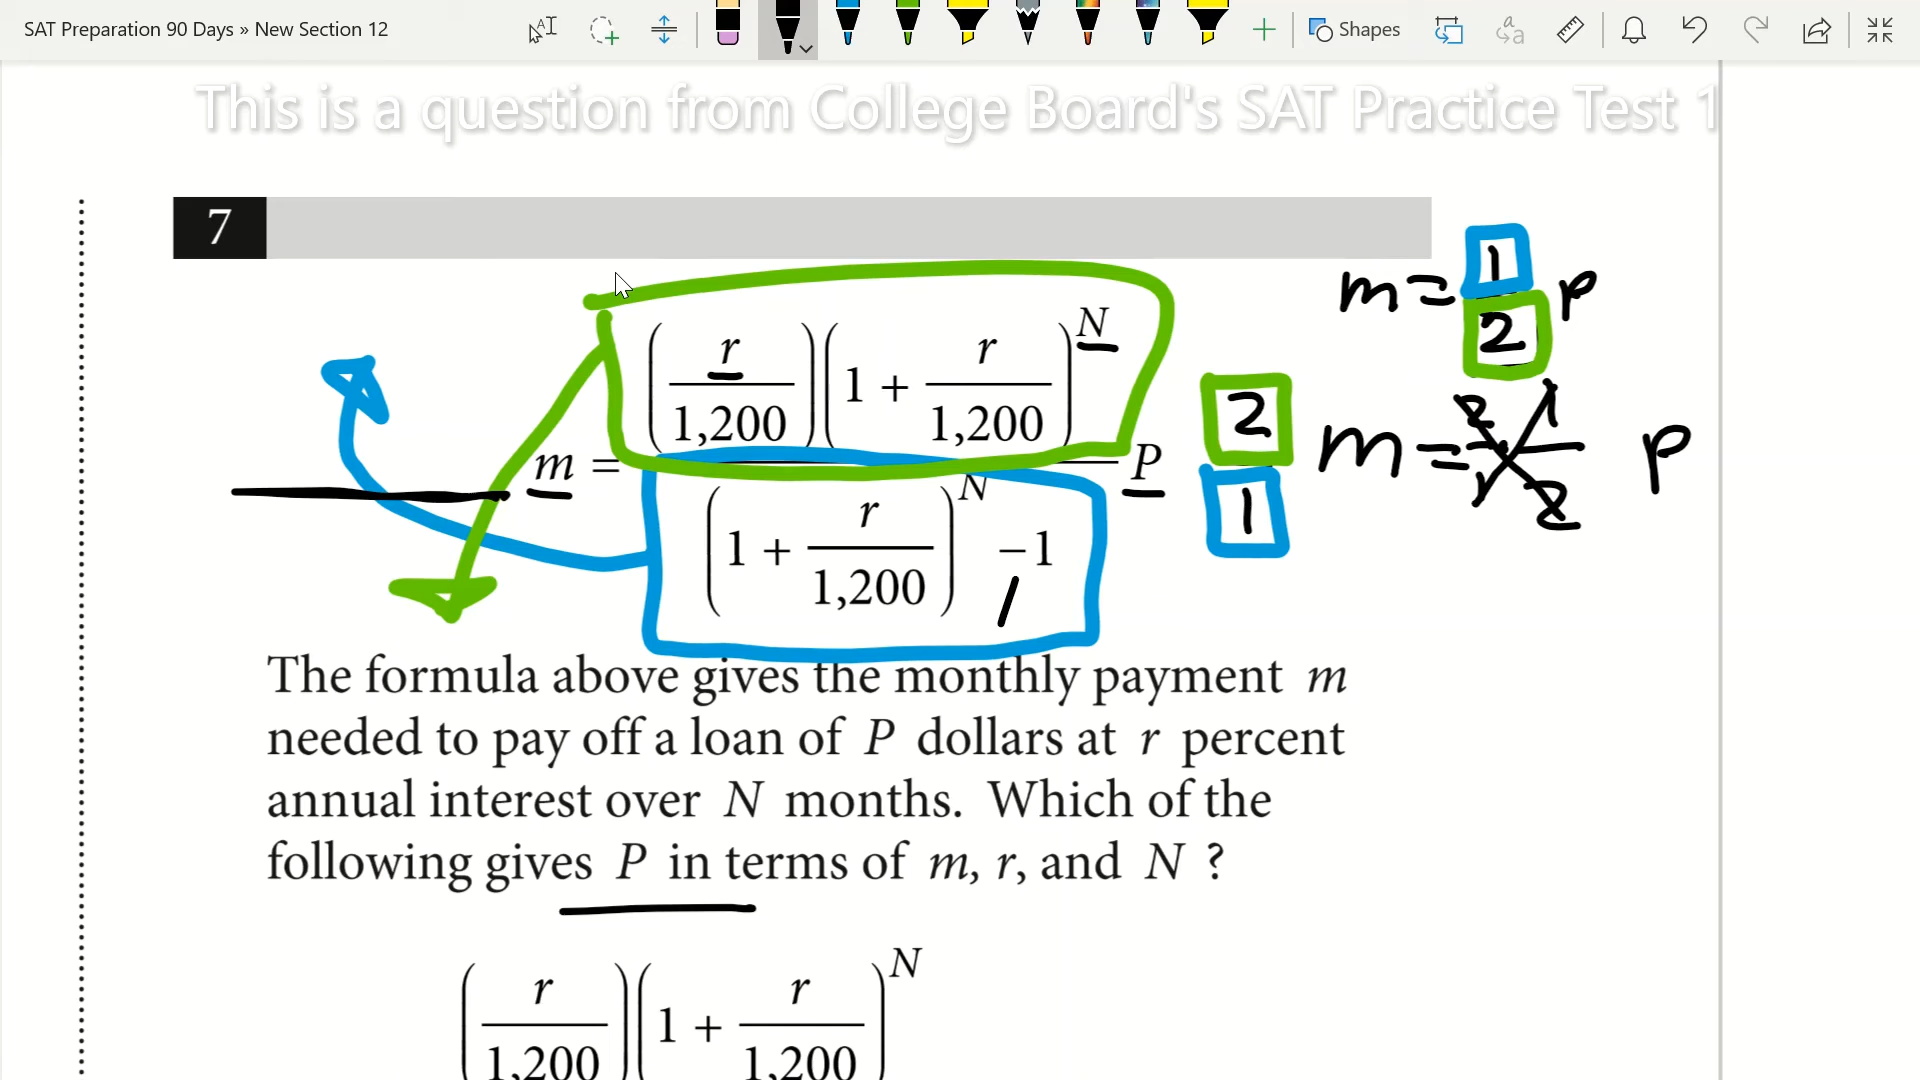 SAT Preparation 90 Days » New Section 12
Shapes
This is a question from College Board's SAT Practice Test 1
7
m = (r/1,200)(1 + r/1,200)^N / ((1 + r/1,200)^N −1) P
m = 1/2 P
2/1 m = 2/1 1/2 P
The formula above gives the monthly payment m
needed to pay off a loan of P dollars at r percent
annual interest over N months. Which of the
following gives P in terms of m, r, and N ?
(r/1,200)(1 + r/1,200)^N